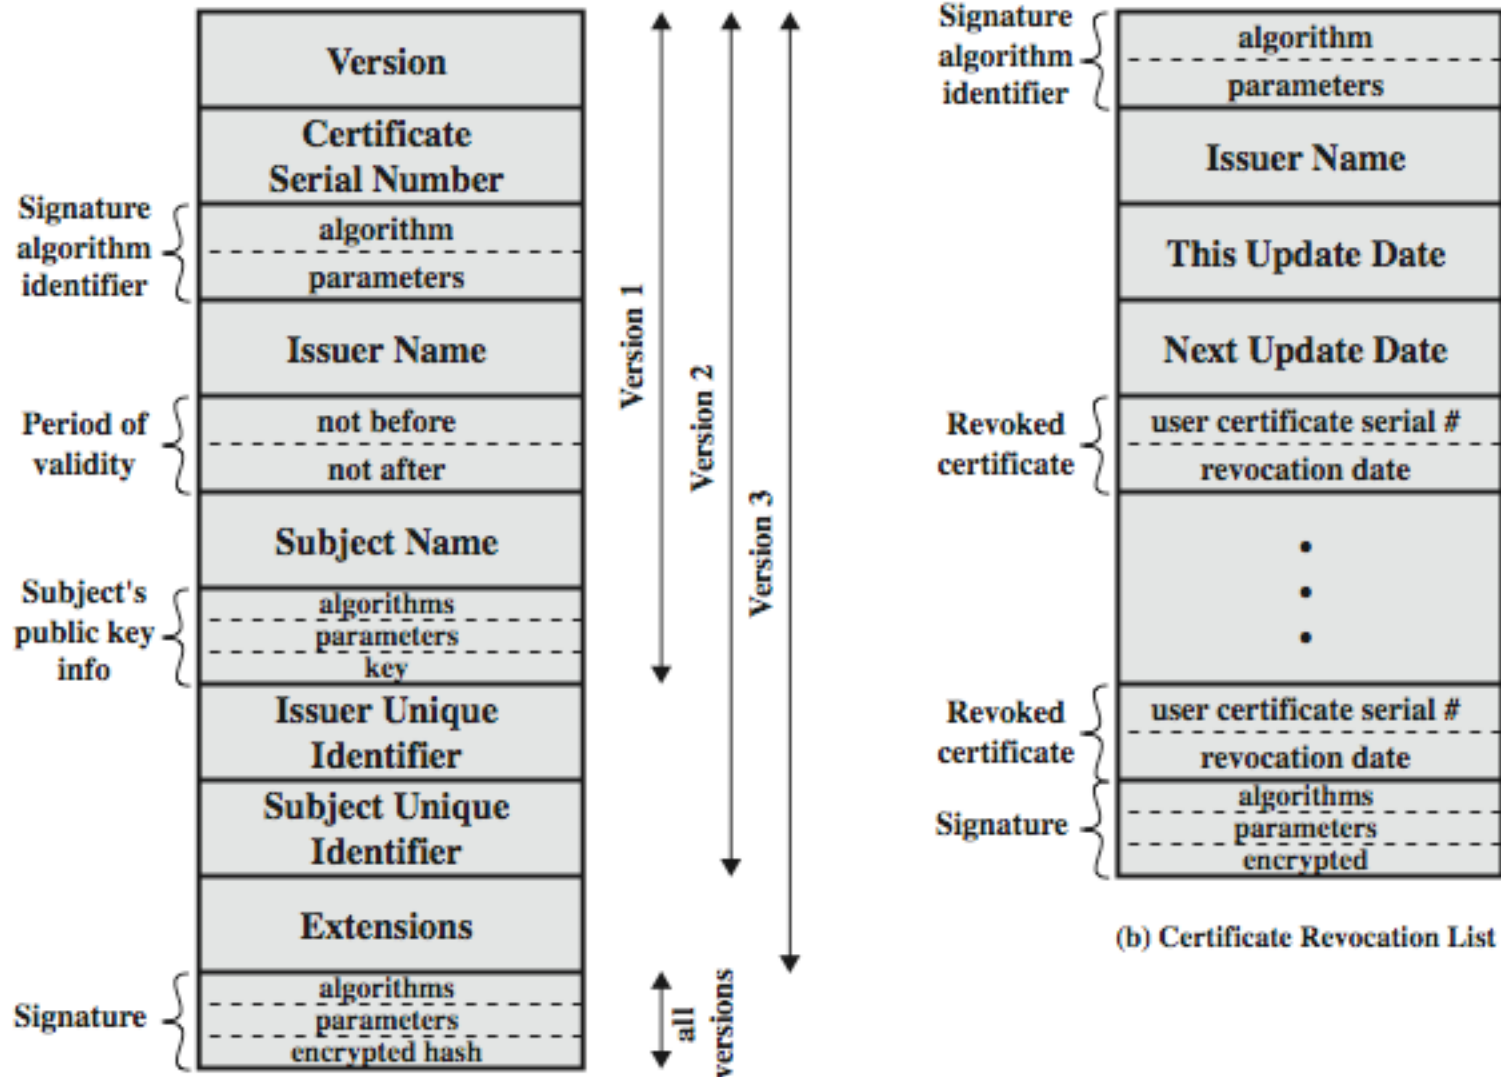 Version
Certificate
Serial Number
Signature
algorithm
identifier
algorithm
parameters
Issuer Name
Period of
validity
not before
not after
Subject Name
Subject's
public key
info
algorithms
parameters
key
Issuer Unique
Identifier
Subject Unique
Identifier
Extensions
Signature
algorithms
parameters
encrypted hash
Version 1
Version 2
Version 3
all
versions
Signature
algorithm
identifier
algorithm
parameters
Issuer Name
This Update Date
Next Update Date
Revoked
certificate
user certificate serial #
revocation date
•
•
•
Revoked
certificate
user certificate serial #
revocation date
Signature
algorithms
parameters
encrypted
(b) Certificate Revocation List